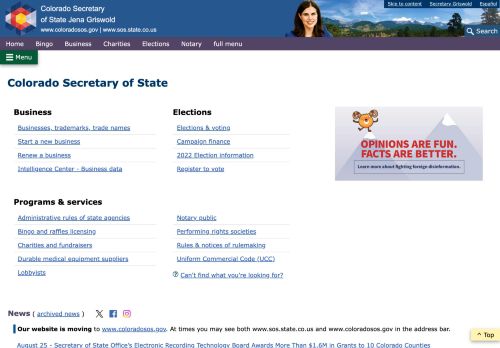 Colorado Secretary
of State Jena Griswold
www.coloradosos.gov | www.sos.state.co.us
Skip to content
Secretary Griswold
Español
Search
Home Bingo Business Charities Elections Notary full menu
Menu
Colorado Secretary of State
Business
Businesses, trademarks, trade names
Start a new business
Renew a business
Intelligence Center - Business data
Elections
Elections & voting
Campaign finance
2022 Election information
Register to vote
OPINIONS ARE FUN.
FACTS ARE BETTER.
Learn more about fighting foreign disinformation.
Programs & services
Administrative rules of state agencies
Bingo and raffles licensing
Charities and fundraisers
Durable medical equipment suppliers
Lobbyists
Notary public
Performing rights societies
Rules & notices of rulemaking
Uniform Commercial Code (UCC)
Can't find what you're looking for?
News ( archived news )
Our website is moving to www.coloradosos.gov. At times you may see both www.sos.state.co.us and www.coloradosos.gov in the address bar.
August 25 - Secretary of State Office's Electronic Recording Technology Board Awards More Than $1.6M in Grants to 10 Colorado Counties
Top